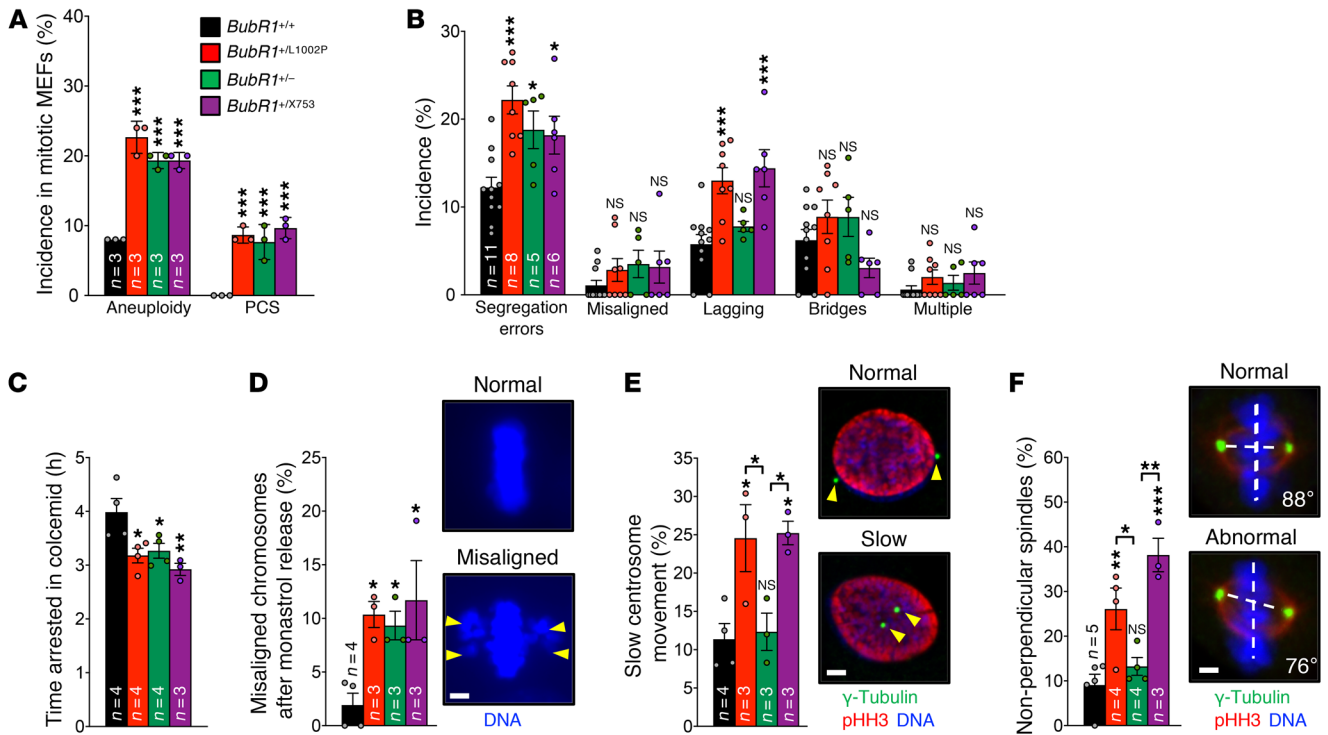 A
Incidence in mitotic MEFs (%)
40
30
20
10
0
BubR1+/+
BubR1+/L1002P
BubR1+/–
BubR1+/X753
***
***
***
***
***
***
n = 3
n = 3
n = 3
n = 3
Aneuploidy
PCS
B
Incidence (%)
30
20
10
0
***
*
*
NS
NS
NS
***
NS
***
NS
NS
NS
NS
NS
NS
n = 11
n = 8
n = 5
n = 6
Segregation
errors
Misaligned
Lagging
Bridges
Multiple
C
Time arrested in colcemid (h)
5
4
3
2
1
0
*
*
**
n = 4
n = 4
n = 4
n = 3
D
Misaligned chromosomes
after monastrol release (%)
25
20
15
10
5
0
*
*
*
n = 4
n = 3
n = 3
n = 3
Normal
Misaligned
DNA
E
Slow centrosome
movement (%)
35
30
25
20
15
10
5
0
*
*
*
NS
*
n = 4
n = 3
n = 3
n = 3
Normal
Slow
γ-Tubulin
pHH3 DNA
F
Non-perpendicular spindles (%)
60
50
40
30
20
10
0
**
*
NS
**
***
n = 5
n = 4
n = 4
n = 3
Normal
88°
Abnormal
76°
γ-Tubulin
pHH3 DNA